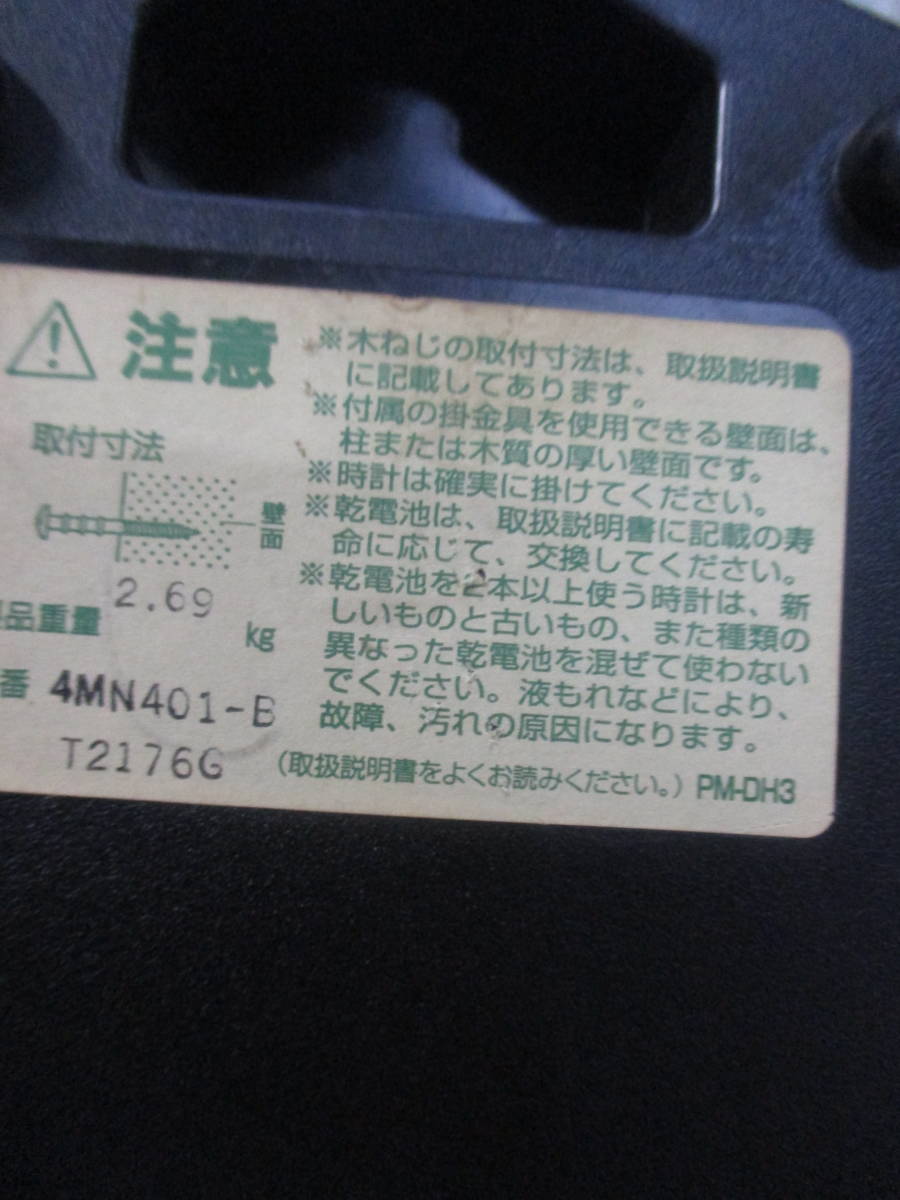 注意
取付寸法
壁面
品重量 2.69 kg
番 4MN401-B
T2176G
※木ねじの取付寸法は、取扱説明書
に記載してあります。
※付属の掛金具を使用できる壁面は、
柱または木質の厚い壁面です。
※時計は確実に掛けてください。
※乾電池は、取扱説明書に記載の寿
命に応じて、交換してください。
※乾電池を2本以上使う時計は、新
しいものと古いもの、また種類の
異なった乾電池を混ぜて使わない
でください。液もれなどにより、
故障、汚れの原因になります。
(取扱説明書をよくお読みください。) PM-DH3